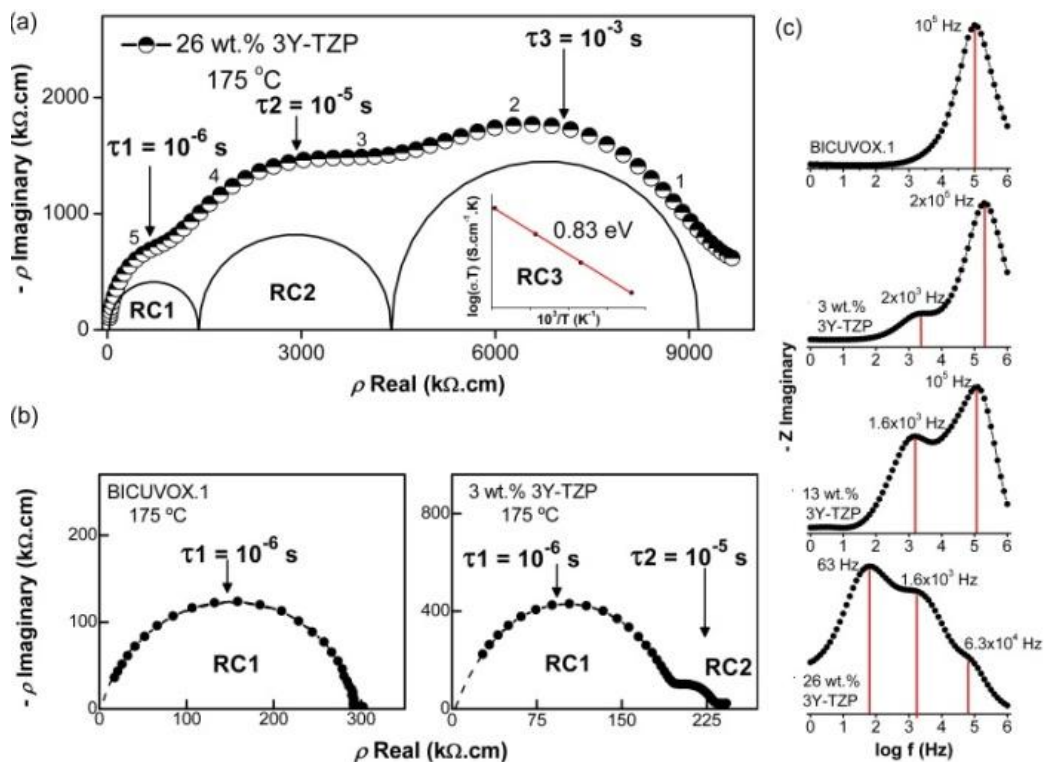 (a)
26 wt.% 3Y-TZP
175 °C
τ1 = 10⁻⁶ s
τ2 = 10⁻⁵ s
τ3 = 10⁻³ s
5
4
3
2
1
RC1
RC2
RC3
0.83 eV
log(σ.T) (S.cm⁻¹.K)
10³/T (K⁻¹)
- ρ Imaginary (kΩ.cm)
2000
1000
0
0 3000 6000 9000
ρ Real (kΩ.cm)
(b)
BICUVOX.1
175 ºC
τ1 = 10⁻⁶ s
RC1
- ρ Imaginary (kΩ.cm)
200
100
0
0 100 200 300
3 wt.% 3Y-TZP
175 ºC
τ1 = 10⁻⁶ s
τ2 = 10⁻⁵ s
RC1
RC2
800
400
0
0 75 150 225
ρ Real (kΩ.cm)
(c)
10⁵ Hz
BICUVOX.1
0 1 2 3 4 5 6
2x10⁵ Hz
2x10³ Hz
3 wt.%
3Y-TZP
0 1 2 3 4 5 6
10⁵ Hz
1.6x10³ Hz
13 wt.%
3Y-TZP
0 1 2 3 4 5 6
63 Hz
1.6x10³ Hz
6.3x10⁴ Hz
26 wt.%
3Y-TZP
0 1 2 3 4 5 6
- Z Imaginary
log f (Hz)